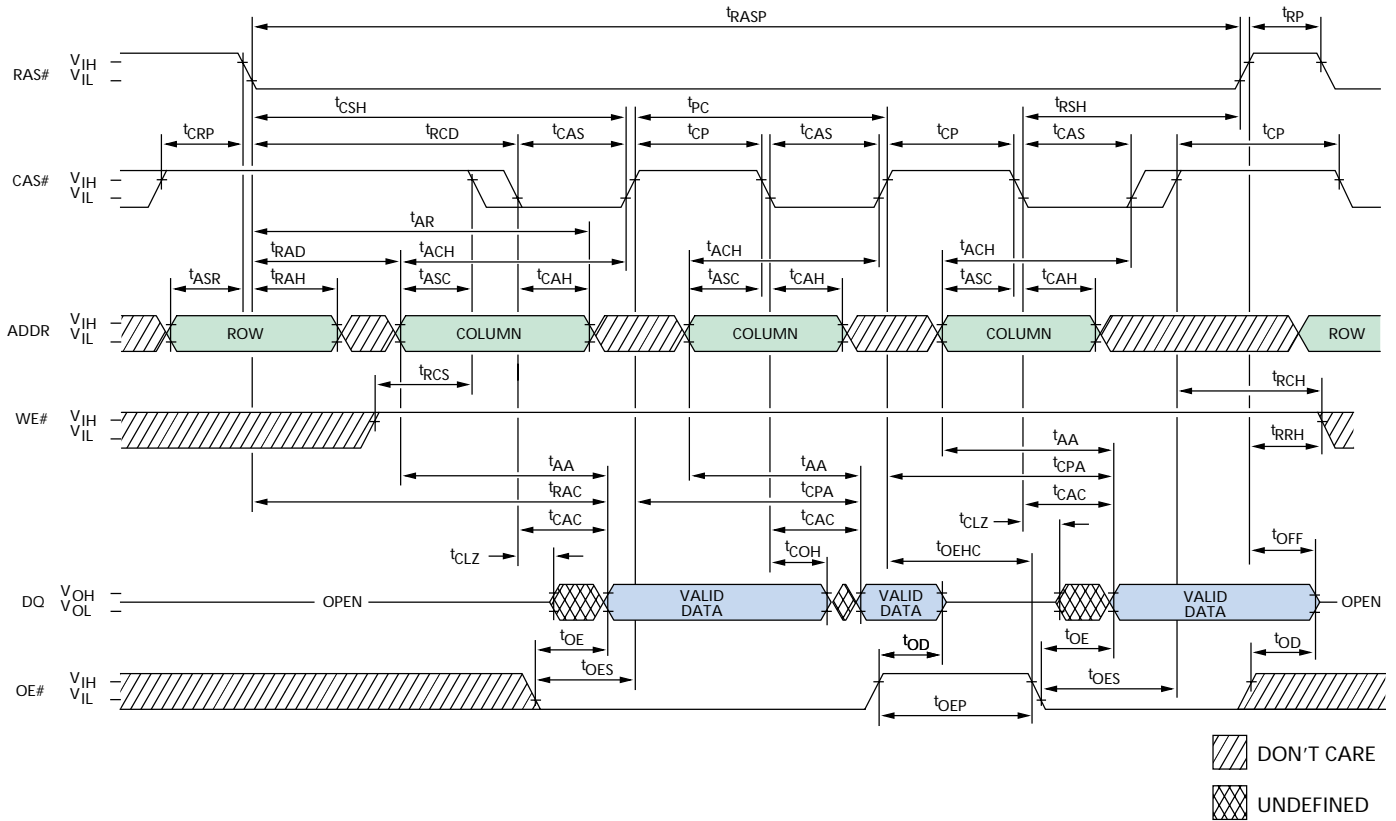 tRASP tRP
RAS# VIH
VIL
tCSH tPC tRSH
tCRP tRCD tCAS tCP tCAS tCP tCAS tCP
CAS# VIH
VIL
tAR
tRAD tACH tACH tACH
tASR tRAH tASC tCAH tASC tCAH tASC tCAH
ADDR VIH
VIL
ROW COLUMN COLUMN COLUMN ROW
tRCS tRCH
WE# VIH
VIL
tRRH
tAA tAA tAA
tRAC tCPA tCPA
tCAC tCAC tCAC
tCLZ tCOH tOEHC tCLZ tOFF
DQ VOH
VOL
OPEN VALID DATA VALID DATA VALID DATA OPEN
tOE tOD tOE tOD
tOES tOES
OE# VIH
VIL
tOEP
DON'T CARE
UNDEFINED